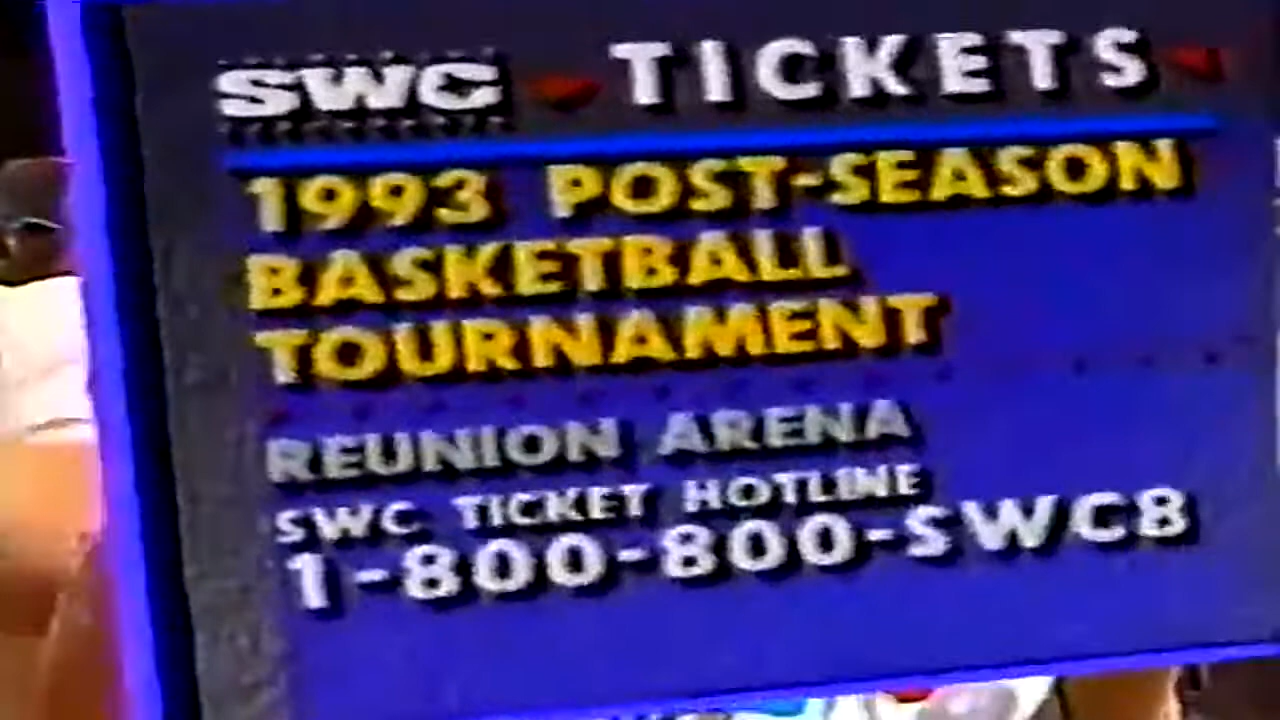 SWC TICKETS
1993 POST-SEASON
BASKETBALL
TOURNAMENT
REUNION ARENA
SWC TICKET HOTLINE
1-800-800-SWC8